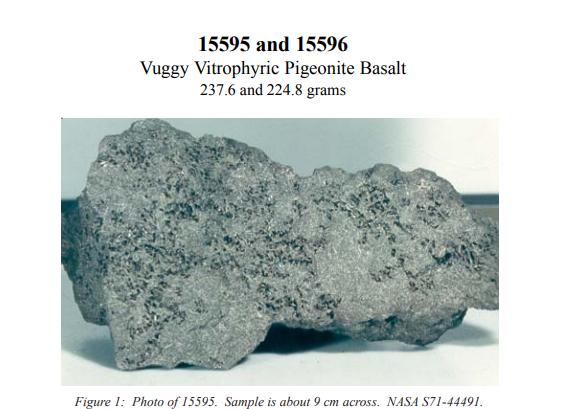 15595 and 15596
Vuggy Vitrophyric Pigeonite Basalt
237.6 and 224.8 grams
Figure 1: Photo of 15595. Sample is about 9 cm across. NASA S71-44491.